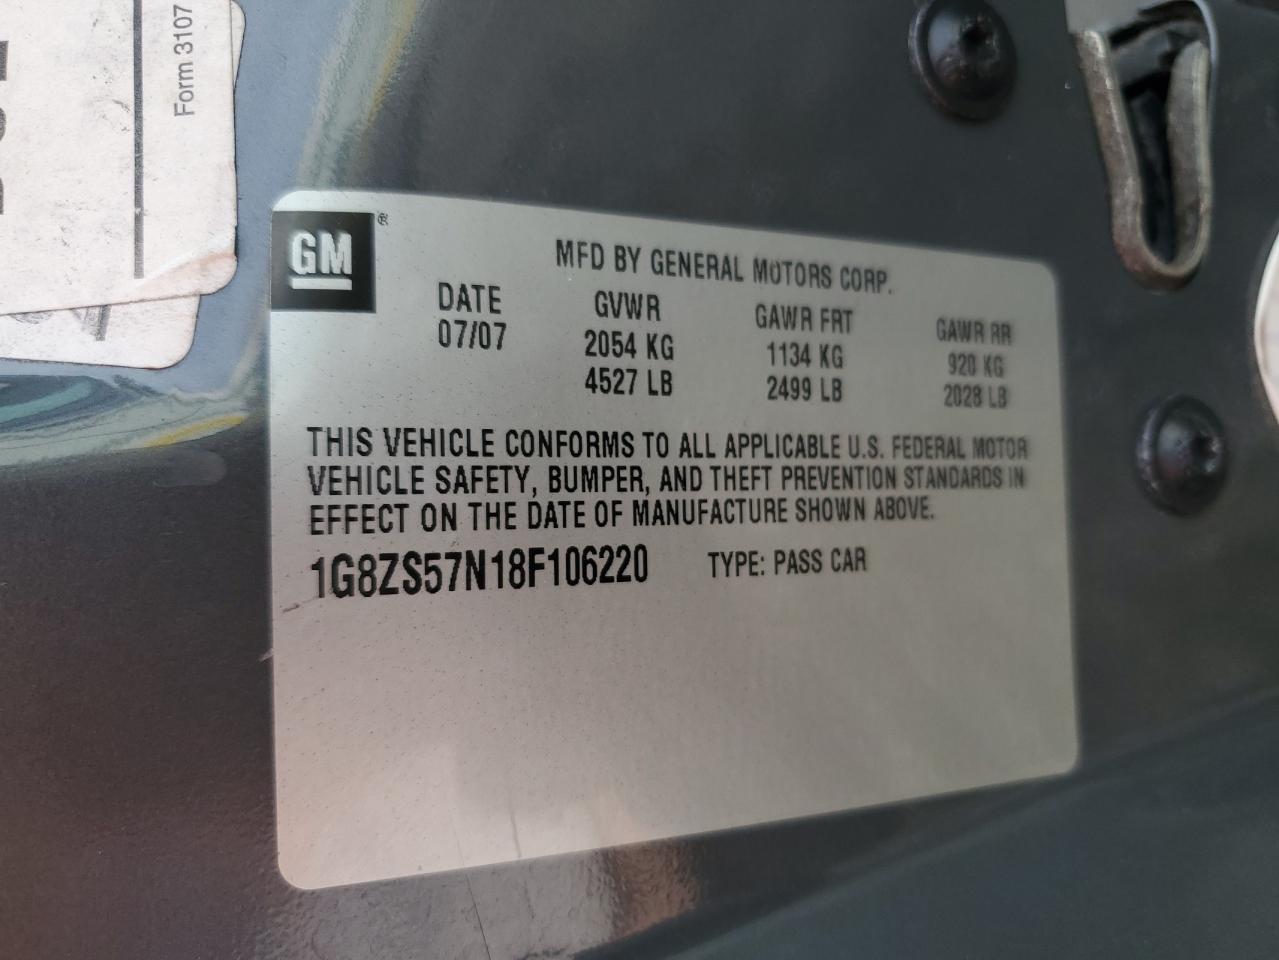 Form 3107
GM ®
MFD BY GENERAL MOTORS CORP.
DATE GVWR GAWR FRT GAWR RR
07/07 2054 KG 1134 KG 920 KG
4527 LB 2499 LB 2028 LB
THIS VEHICLE CONFORMS TO ALL APPLICABLE U.S. FEDERAL MOTOR
VEHICLE SAFETY, BUMPER, AND THEFT PREVENTION STANDARDS IN
EFFECT ON THE DATE OF MANUFACTURE SHOWN ABOVE.
1G8ZS57N18F106220 TYPE: PASS CAR